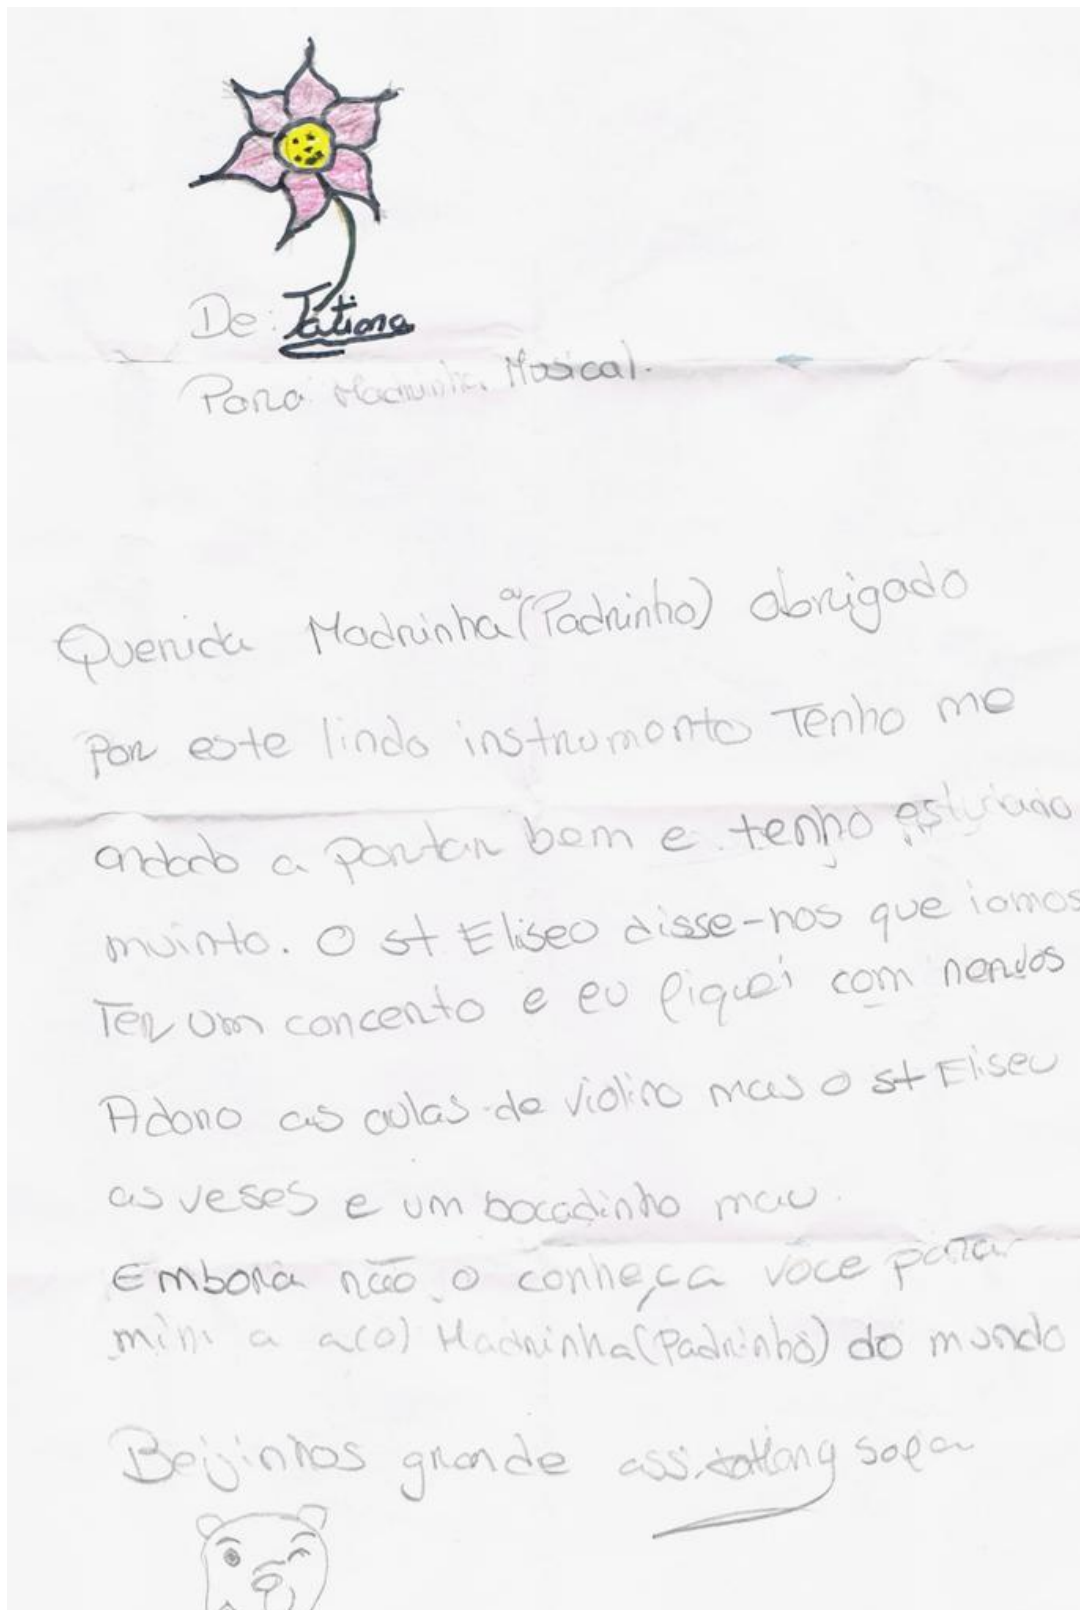 De: Tatiana
Para: Madrinha Musical.
Querida Madrinha ou (Padrinho) obrigado
por este lindo instrumento Tenho me
andado a portar bem e tenho estudado
muinto. O st Eliseo disse-nos que iamos
Ter um concerto e eu fiquei com nervos
Adoro as aulas de violino mas o st Eliseu
as veses e um bocadinho mau.
Embora não o conheça voce para
mim a a(o) Madrinha(Padrinho) do mundo
Beijinhos grande ass: